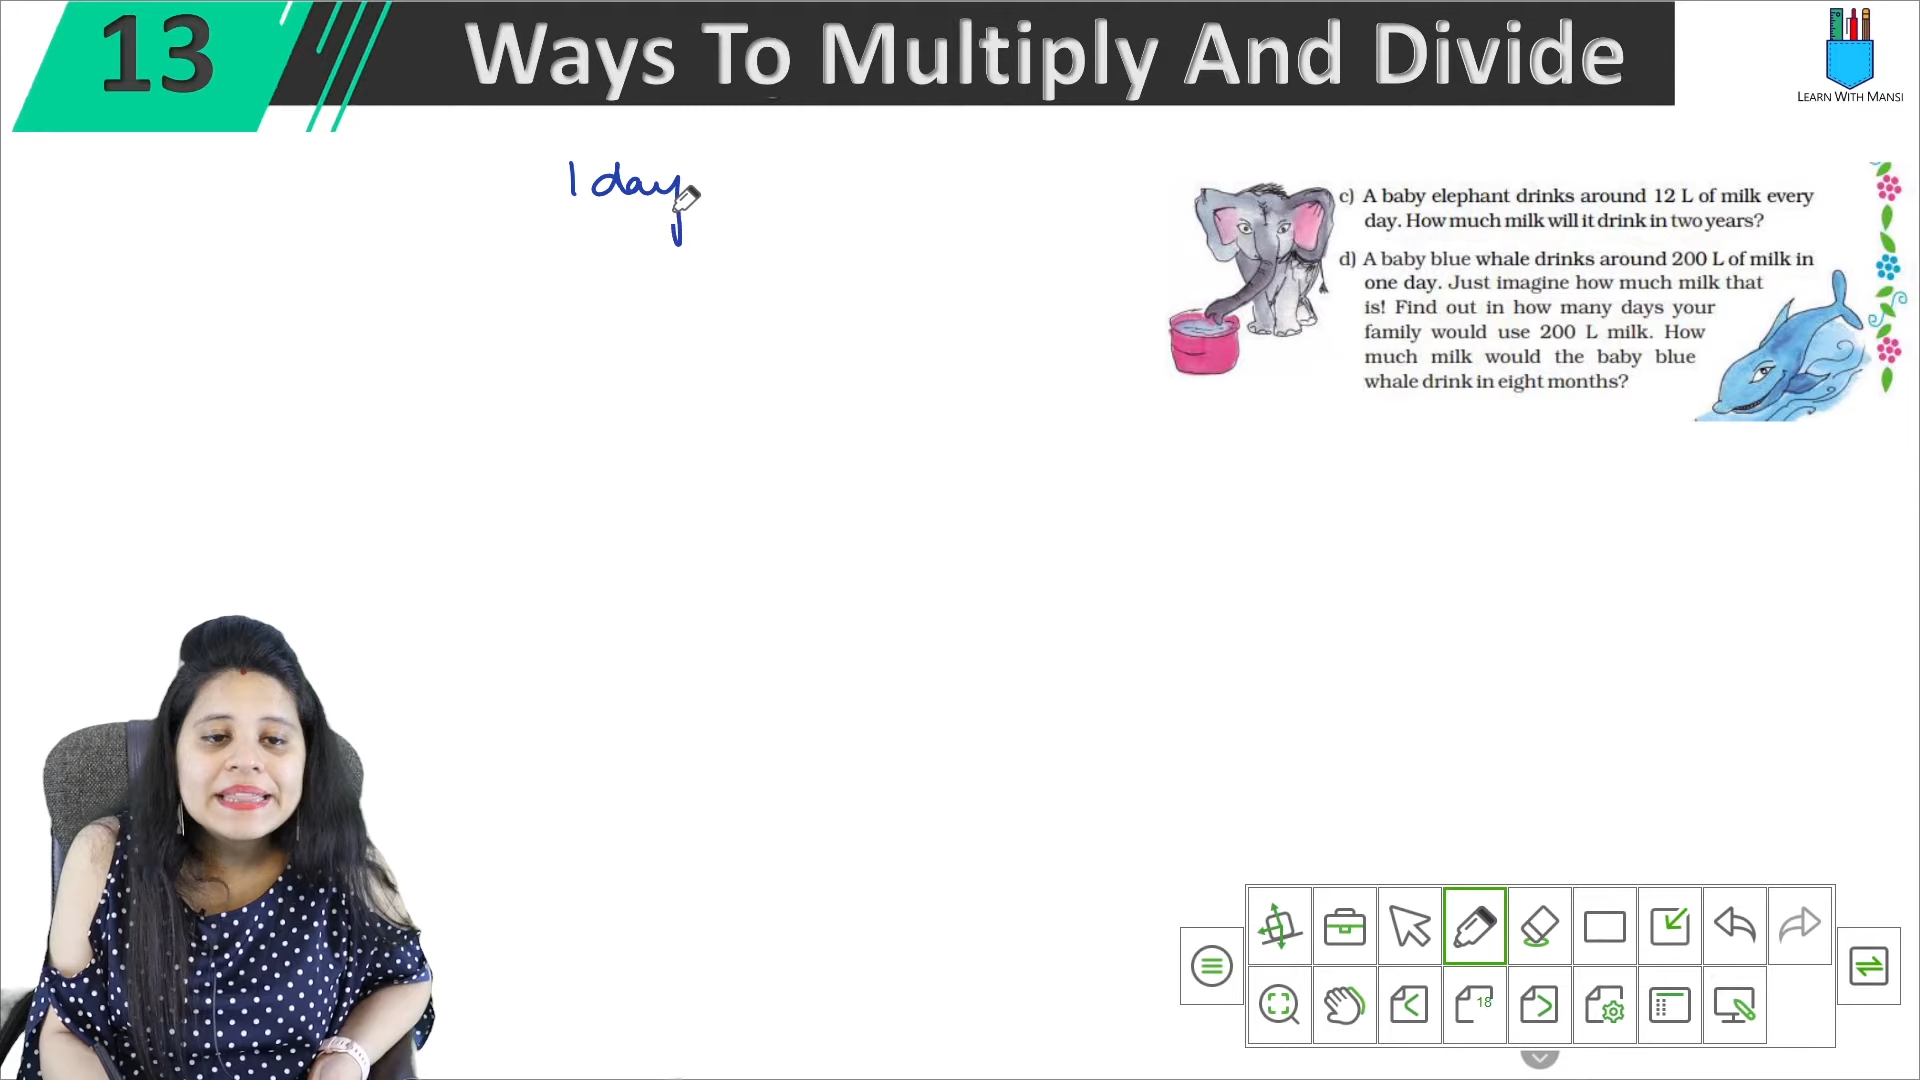 13 Ways To Multiply And Divide
LEARN WITH MANSI
1 day
c) A baby elephant drinks around 12 L of milk every
day. How much milk will it drink in two years?
d) A baby blue whale drinks around 200 L of milk in
one day. Just imagine how much milk that
is! Find out in how many days your
family would use 200 L milk. How
much milk would the baby blue
whale drink in eight months?
18